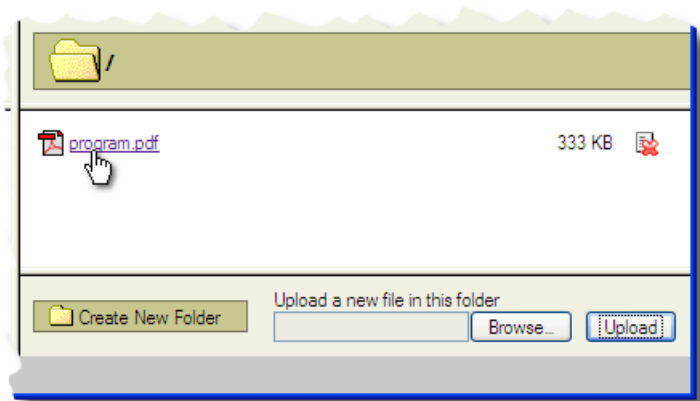 /
program.pdf 333 KB
Upload a new file in this folder
Create New Folder Browse... Upload